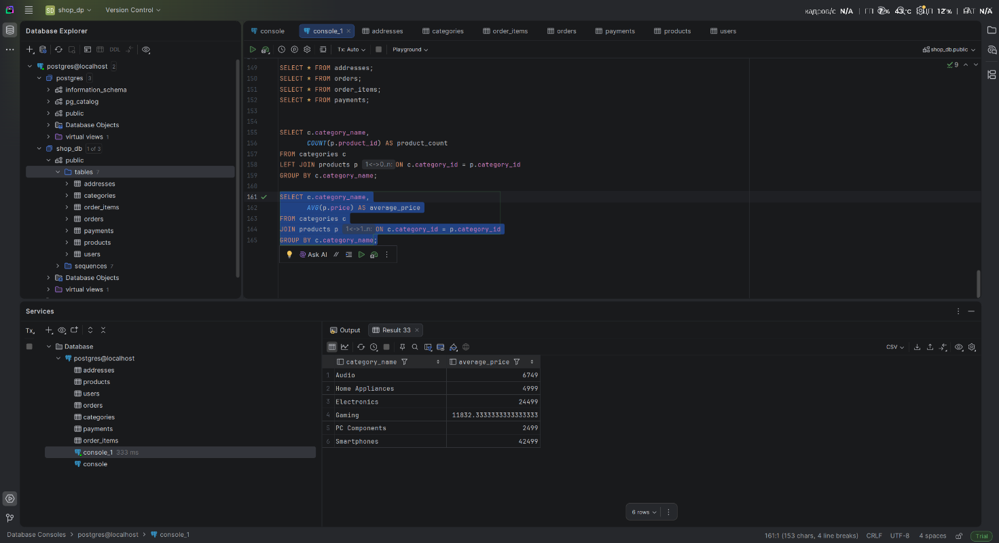 SD shop_dp Version Control
кадров/с N/A | ГП 7% 43°C | ЦП 12% | ЛАТ N/A
Database Explorer
DDL
postgres@localhost 2
postgres 3
information_schema
pg_catalog
public
Database Objects
virtual views 1
shop_db 1 of 3
public
tables 7
addresses
categories
order_items
orders
payments
products
users
sequences 7
Database Objects
virtual views 1
console console_1 addresses categories order_items orders payments products users
Tx: Auto Playground shop_db.public
9
149 SELECT * FROM addresses;
150 SELECT * FROM orders;
151 SELECT * FROM order_items;
152 SELECT * FROM payments;
153
154
155 SELECT c.category_name,
156 COUNT(p.product_id) AS product_count
157 FROM categories c
158 LEFT JOIN products p 1<->0..n: ON c.category_id = p.category_id
159 GROUP BY c.category_name;
160
161 SELECT c.category_name,
162 AVG(p.price) AS average_price
163 FROM categories c
164 JOIN products p 1<->1..n: ON c.category_id = p.category_id
165 GROUP BY c.category_name;
Ask AI
Services
Tx
Database
postgres@localhost
addresses
products
users
orders
categories
payments
order_items
console_1 333 ms
console
Output Result 33
CSV
category_name average_price
1 Audio 6749
2 Home Appliances 4999
3 Electronics 24499
4 Gaming 11832.3333333333333333
5 PC Components 2499
6 Smartphones 42499
6 rows
Database Consoles > postgres@localhost > console_1
161:1 (153 chars, 4 line breaks) CRLF UTF-8 4 spaces Trial